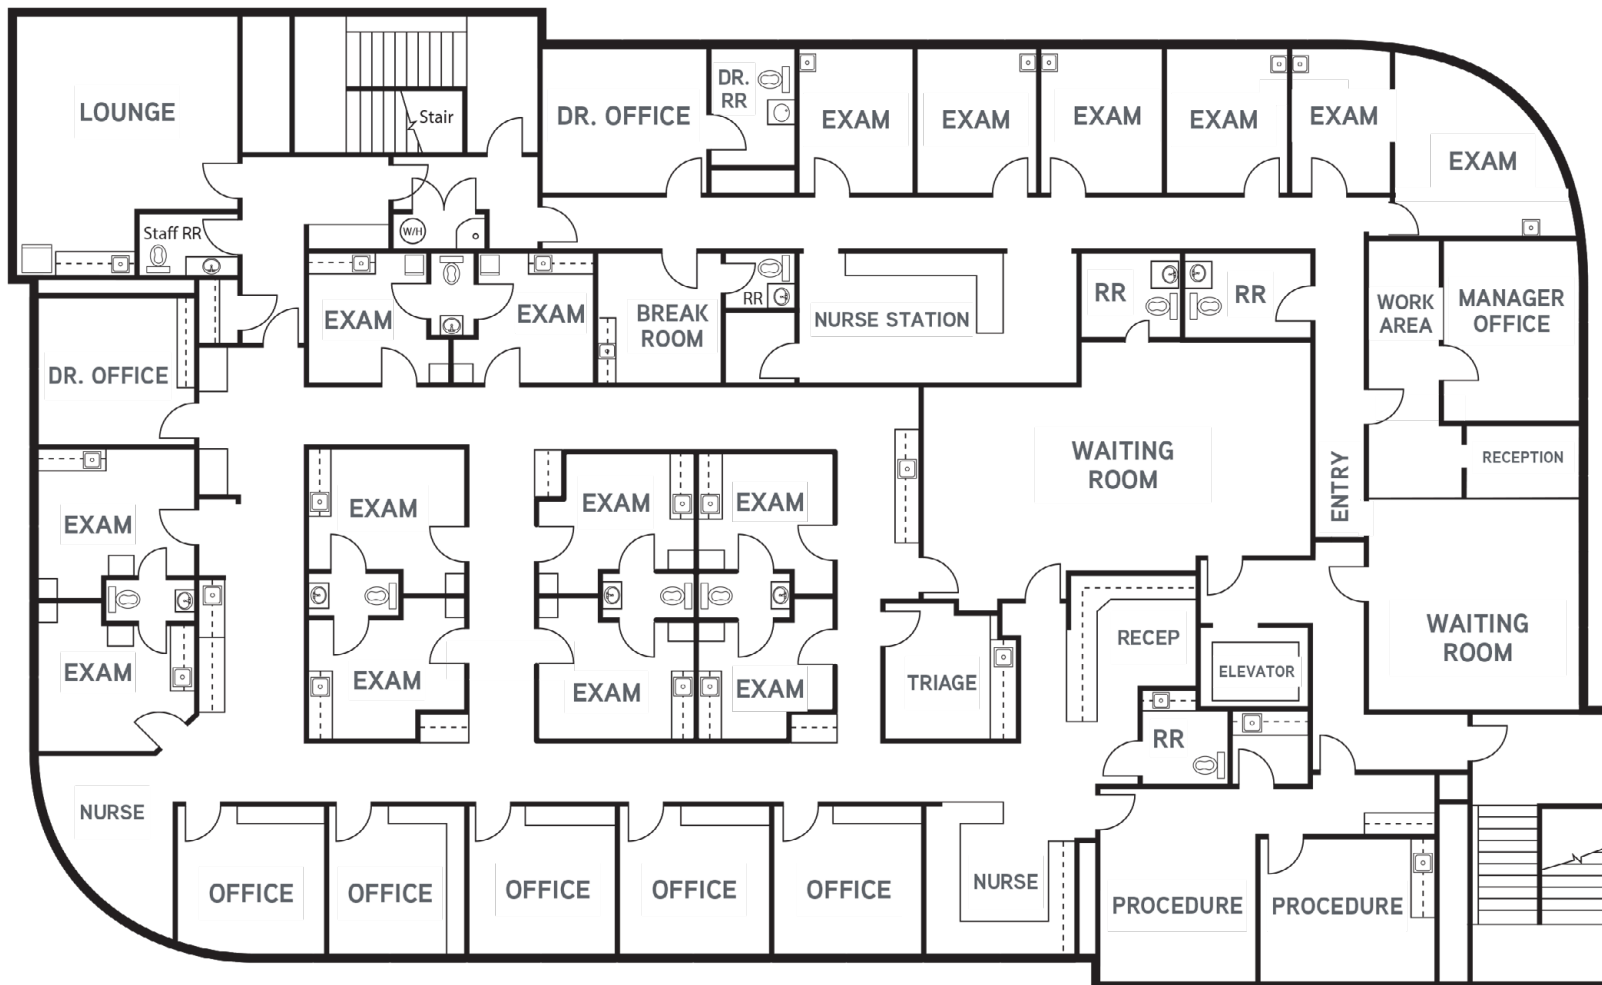 LOUNGE
Stair
DR. OFFICE
DR.
RR
EXAM
EXAM
EXAM
EXAM
EXAM
EXAM
Staff RR
W/H
EXAM
EXAM
BREAK
ROOM
RR
NURSE STATION
RR
RR
WORK
AREA
MANAGER
OFFICE
DR. OFFICE
WAITING
ROOM
ENTRY
RECEPTION
EXAM
EXAM
EXAM
EXAM
EXAM
EXAM
EXAM
EXAM
TRIAGE
RECEP
ELEVATOR
WAITING
ROOM
RR
NURSE
OFFICE
OFFICE
OFFICE
OFFICE
OFFICE
NURSE
PROCEDURE
PROCEDURE